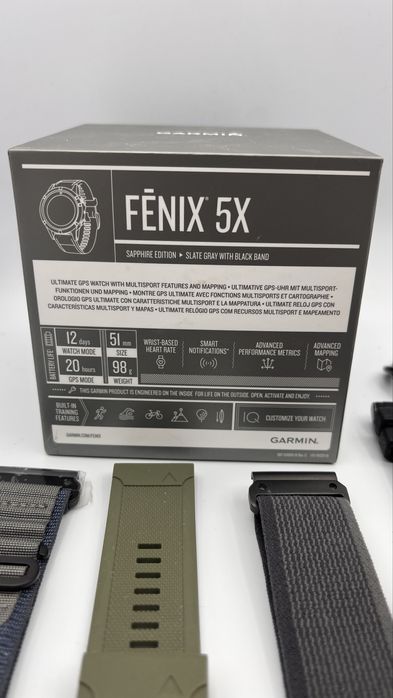 GARMIN
FĒNIX® 5X
SAPPHIRE EDITION ▸ SLATE GRAY WITH BLACK BAND
ULTIMATE GPS WATCH WITH MULTISPORT FEATURES AND MAPPING • ULTIMATIVE GPS-UHR MIT MULTISPORT-
FUNKTIONEN UND MAPPING • MONTRE GPS ULTIME AVEC FONCTIONS MULTISPORTS ET CARTOGRAPHIE •
OROLOGIO GPS ULTIMATE CON CARATTERISTICHE MULTISPORT E LA MAPPATURA • ULTIMATE RELOJ GPS CON
CARACTERÍSTICAS MULTISPORT Y MAPAS • ULTIMATE RELÓGIO GPS COM RECURSOS MULTISPORT E MAPEAMENTO
BATTERY LIFE
12 days
WATCH MODE
20 hours
GPS MODE
51 mm
SIZE
98 g
WEIGHT
WRIST-BASED
HEART RATE
SMART
NOTIFICATIONS*
ADVANCED
PERFORMANCE METRICS
ADVANCED
MAPPING
THIS GARMIN PRODUCT IS ENGINEERED ON THE INSIDE FOR LIFE ON THE OUTSIDE. OPEN, ACTIVATE AND ENJOY.
BUILT-IN
TRAINING
FEATURES
IQ CUSTOMIZE YOUR WATCH
GARMIN.COM/FENIX
GARMIN.